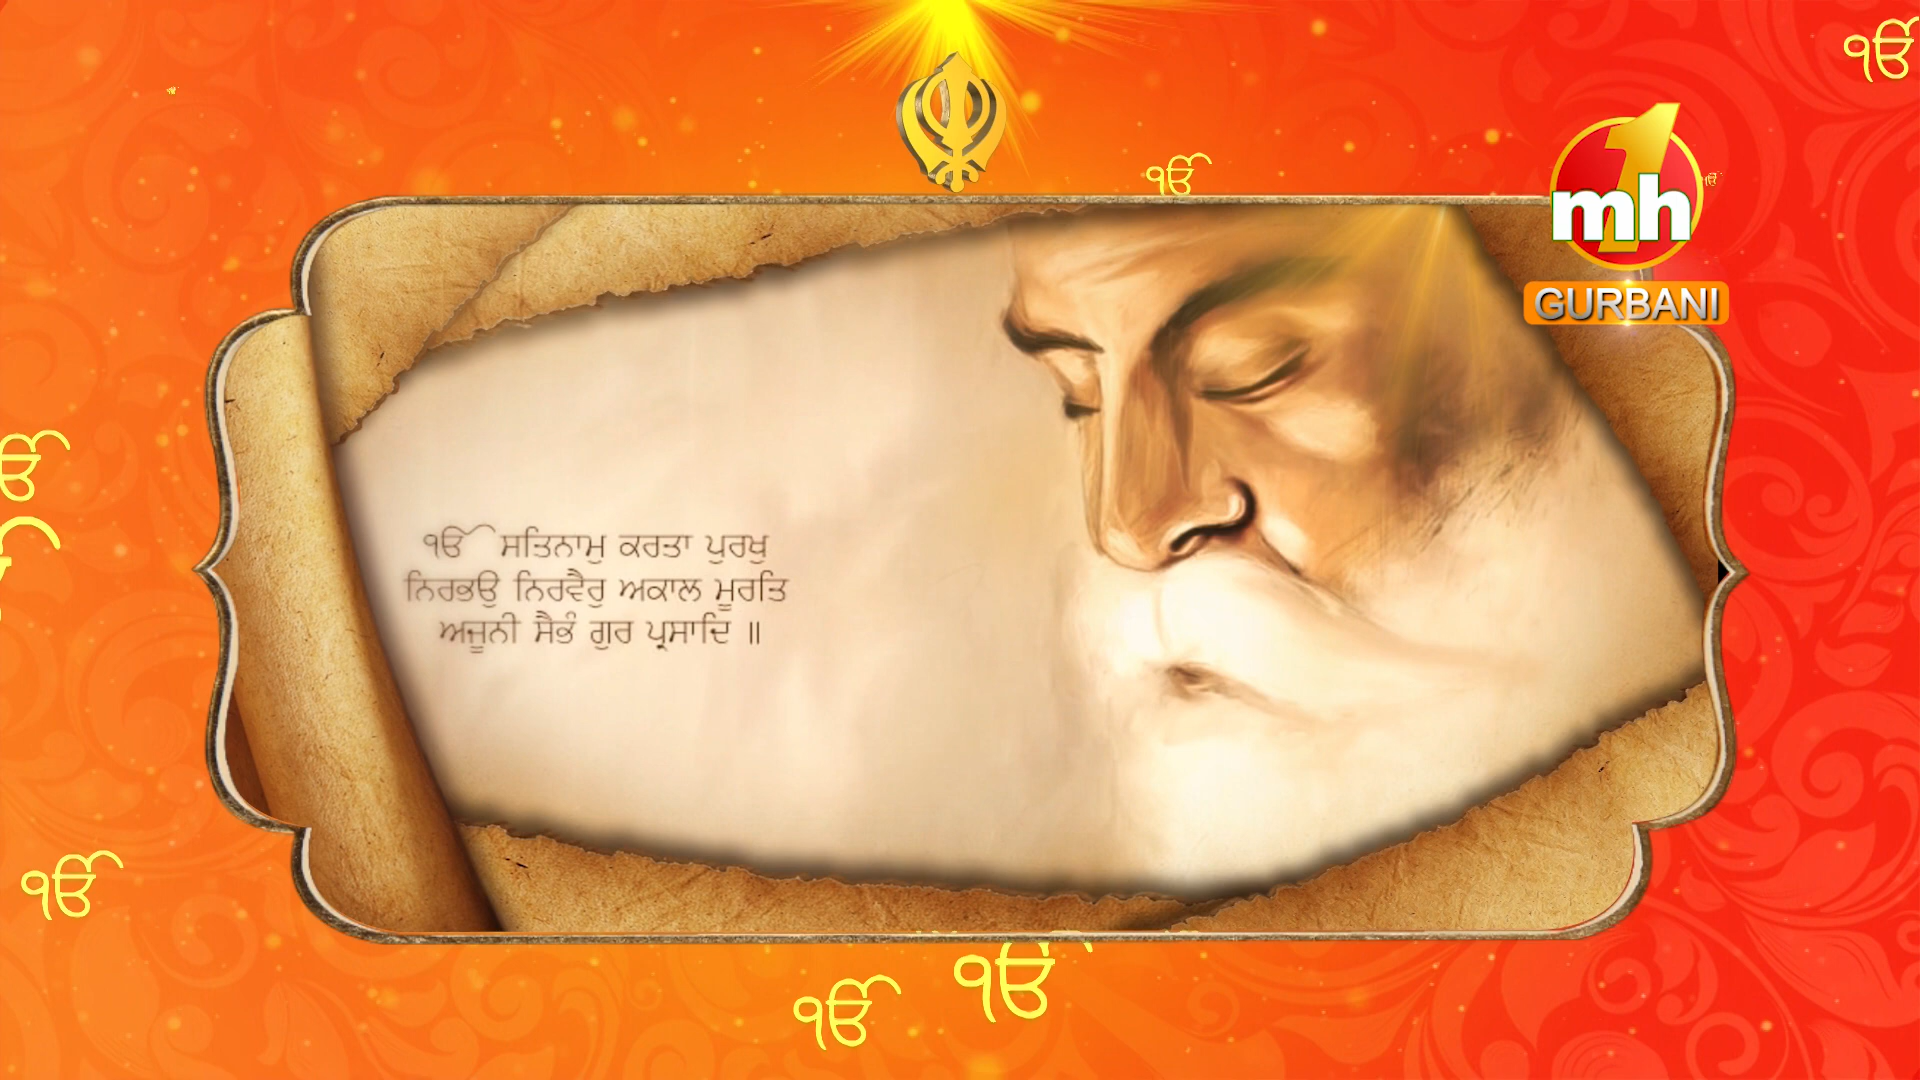 ੴ
ੴ
1
mh
GURBANI
ੴ
ੴ ਸਤਿਨਾਮੁ ਕਰਤਾ ਪੁਰਖੁ
ਨਿਰਭਉ ਨਿਰਵੈਰੁ ਅਕਾਲ ਮੂਰਤਿ
ਅਜੂਨੀ ਸੈਭੰ ਗੁਰ ਪ੍ਰਸਾਦਿ ॥
ੴ
ੴ
ੴ